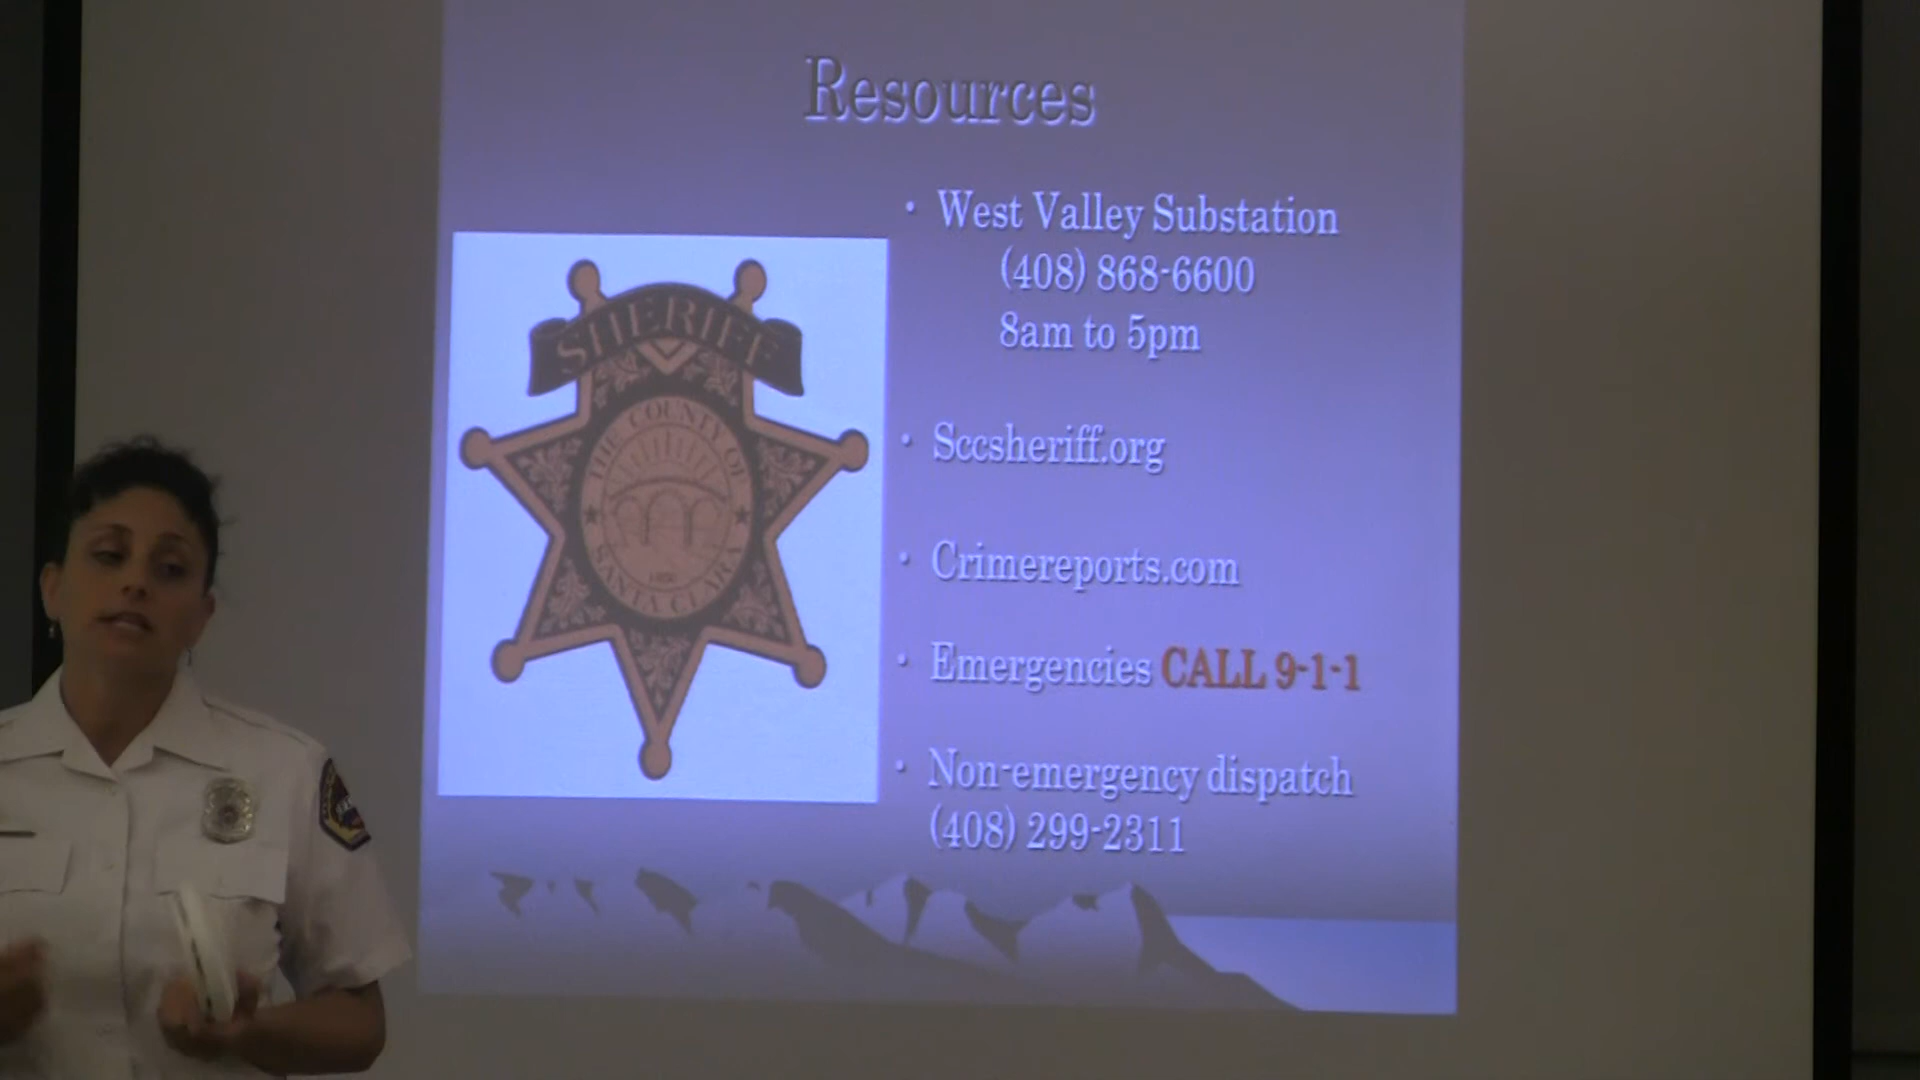 Resources
• West Valley Substation
(408) 868-6600
8am to 5pm
• Sccsheriff.org
• Crimereports.com
• Emergencies CALL 9-1-1
• Non-emergency dispatch
(408) 299-2311
SHERIFF
THE COUNTY OF
SANTA CLARA